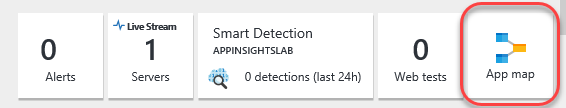 0
Alerts
Live Stream
1
Servers
Smart Detection
APPINSIGHTSLAB
0 detections (last 24h)
0
Web tests
App map